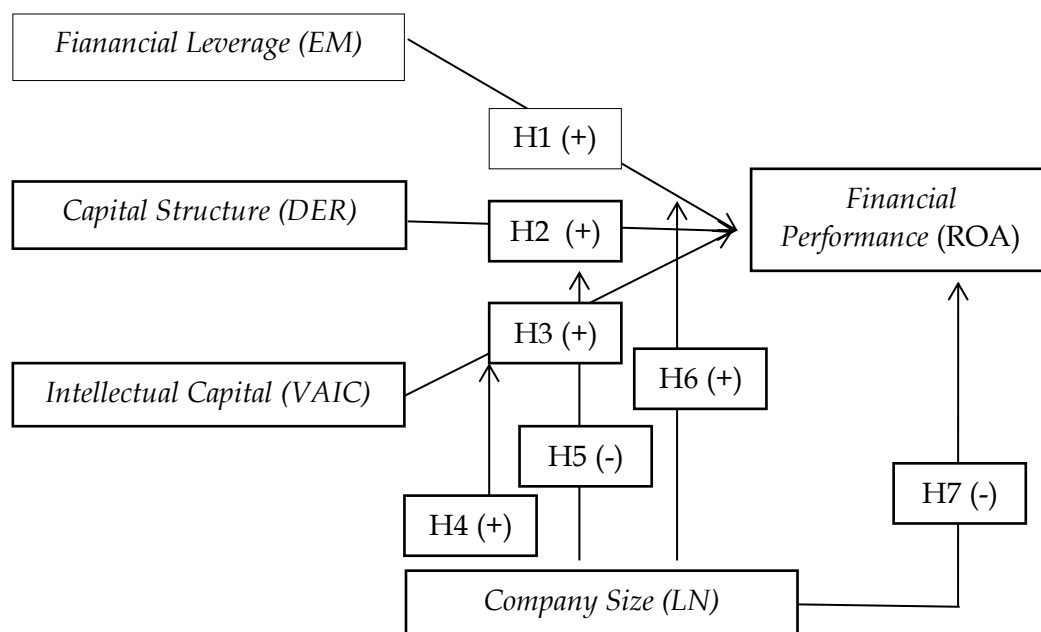 Fianancial Leverage (EM)
H1 (+)
Capital Structure (DER)
H2 (+)
Financial
Performance (ROA)
H3 (+)
Intellectual Capital (VAIC)
H6 (+)
H5 (-)
H4 (+)
H7 (-)
Company Size (LN)